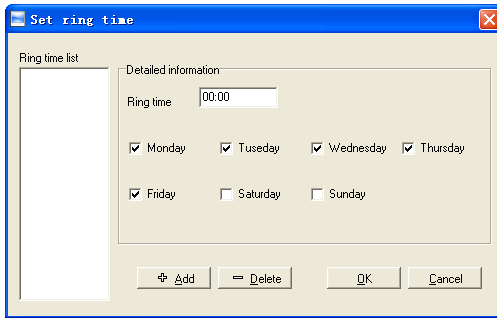 Set ring time
Ring time list
Detailed information
Ring time 00:00
Monday Tuseday Wednesday Thursday
Friday Saturday Sunday
Add Delete OK Cancel